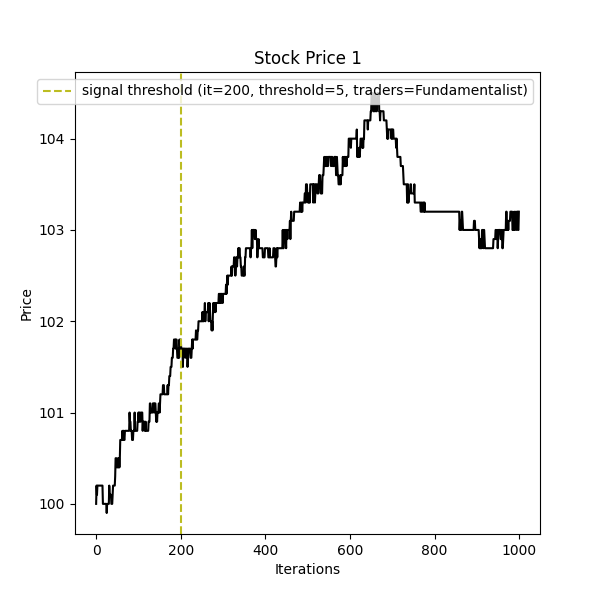 Stock Price 1
signal threshold (it=200, threshold=5, traders=Fundamentalist)
104
103
102
101
100
Price
0 200 400 600 800 1000
Iterations